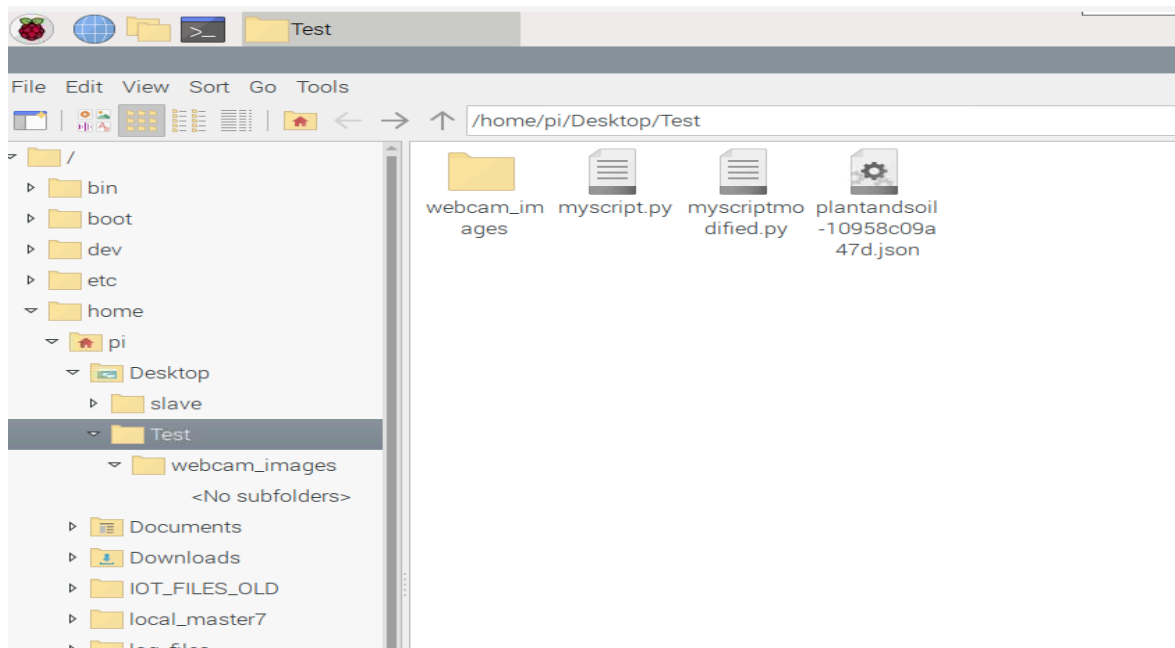 Test
File Edit View Sort Go Tools
/home/pi/Desktop/Test
/
bin
boot
dev
etc
home
pi
Desktop
slave
Test
webcam_images
<No subfolders>
Documents
Downloads
IOT_FILES_OLD
local_master7
log_files
webcam_im
ages
myscript.py
myscriptmo
dified.py
plantandsoil
-10958c09a
47d.json